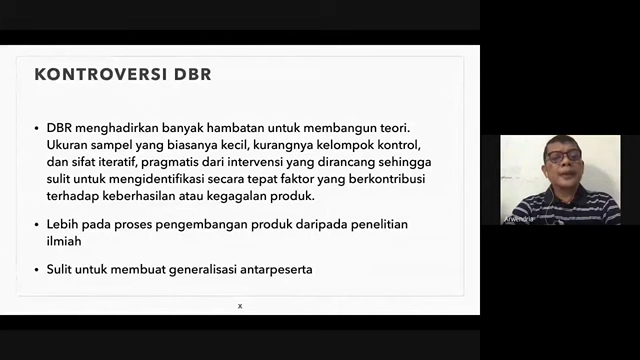 KONTROVERSI DBR
• DBR menghadirkan banyak hambatan untuk membangun teori.
Ukuran sampel yang biasanya kecil, kurangnya kelompok kontrol,
dan sifat iteratif, pragmatis dari intervensi yang dirancang sehingga
sulit untuk mengidentifikasi secara tepat faktor yang berkontribusi
terhadap keberhasilan atau kegagalan produk.
• Lebih pada proses pengembangan produk daripada penelitian
ilmiah
• Sulit untuk membuat generalisasi antarpeserta
x
Arwendria